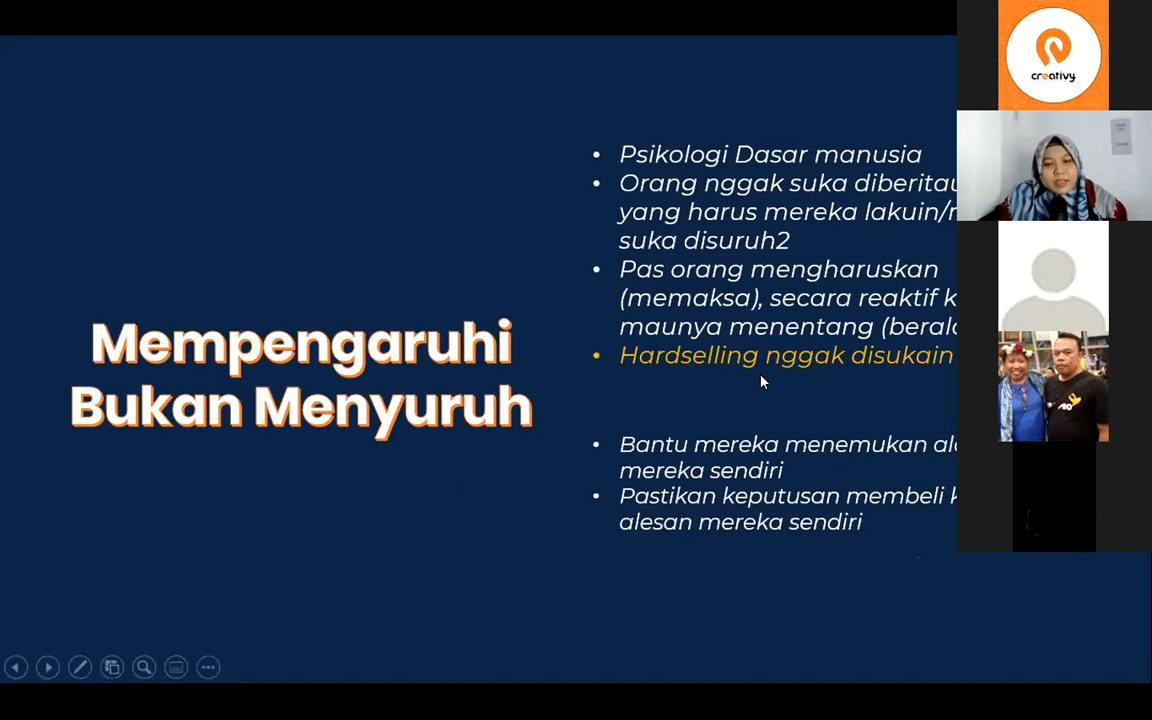 Mempengaruhi
Bukan Menyuruh
• Psikologi Dasar manusia
• Orang nggak suka diberitau
yang harus mereka lakuin/
suka disuruh2
• Pas orang mengharuskan
(memaksa), secara reaktif
maunya menentang
• Hardselling nggak disukain
• Bantu mereka menemukan
mereka sendiri
• Pastikan keputusan membeli
alesan mereka sendiri
creativy